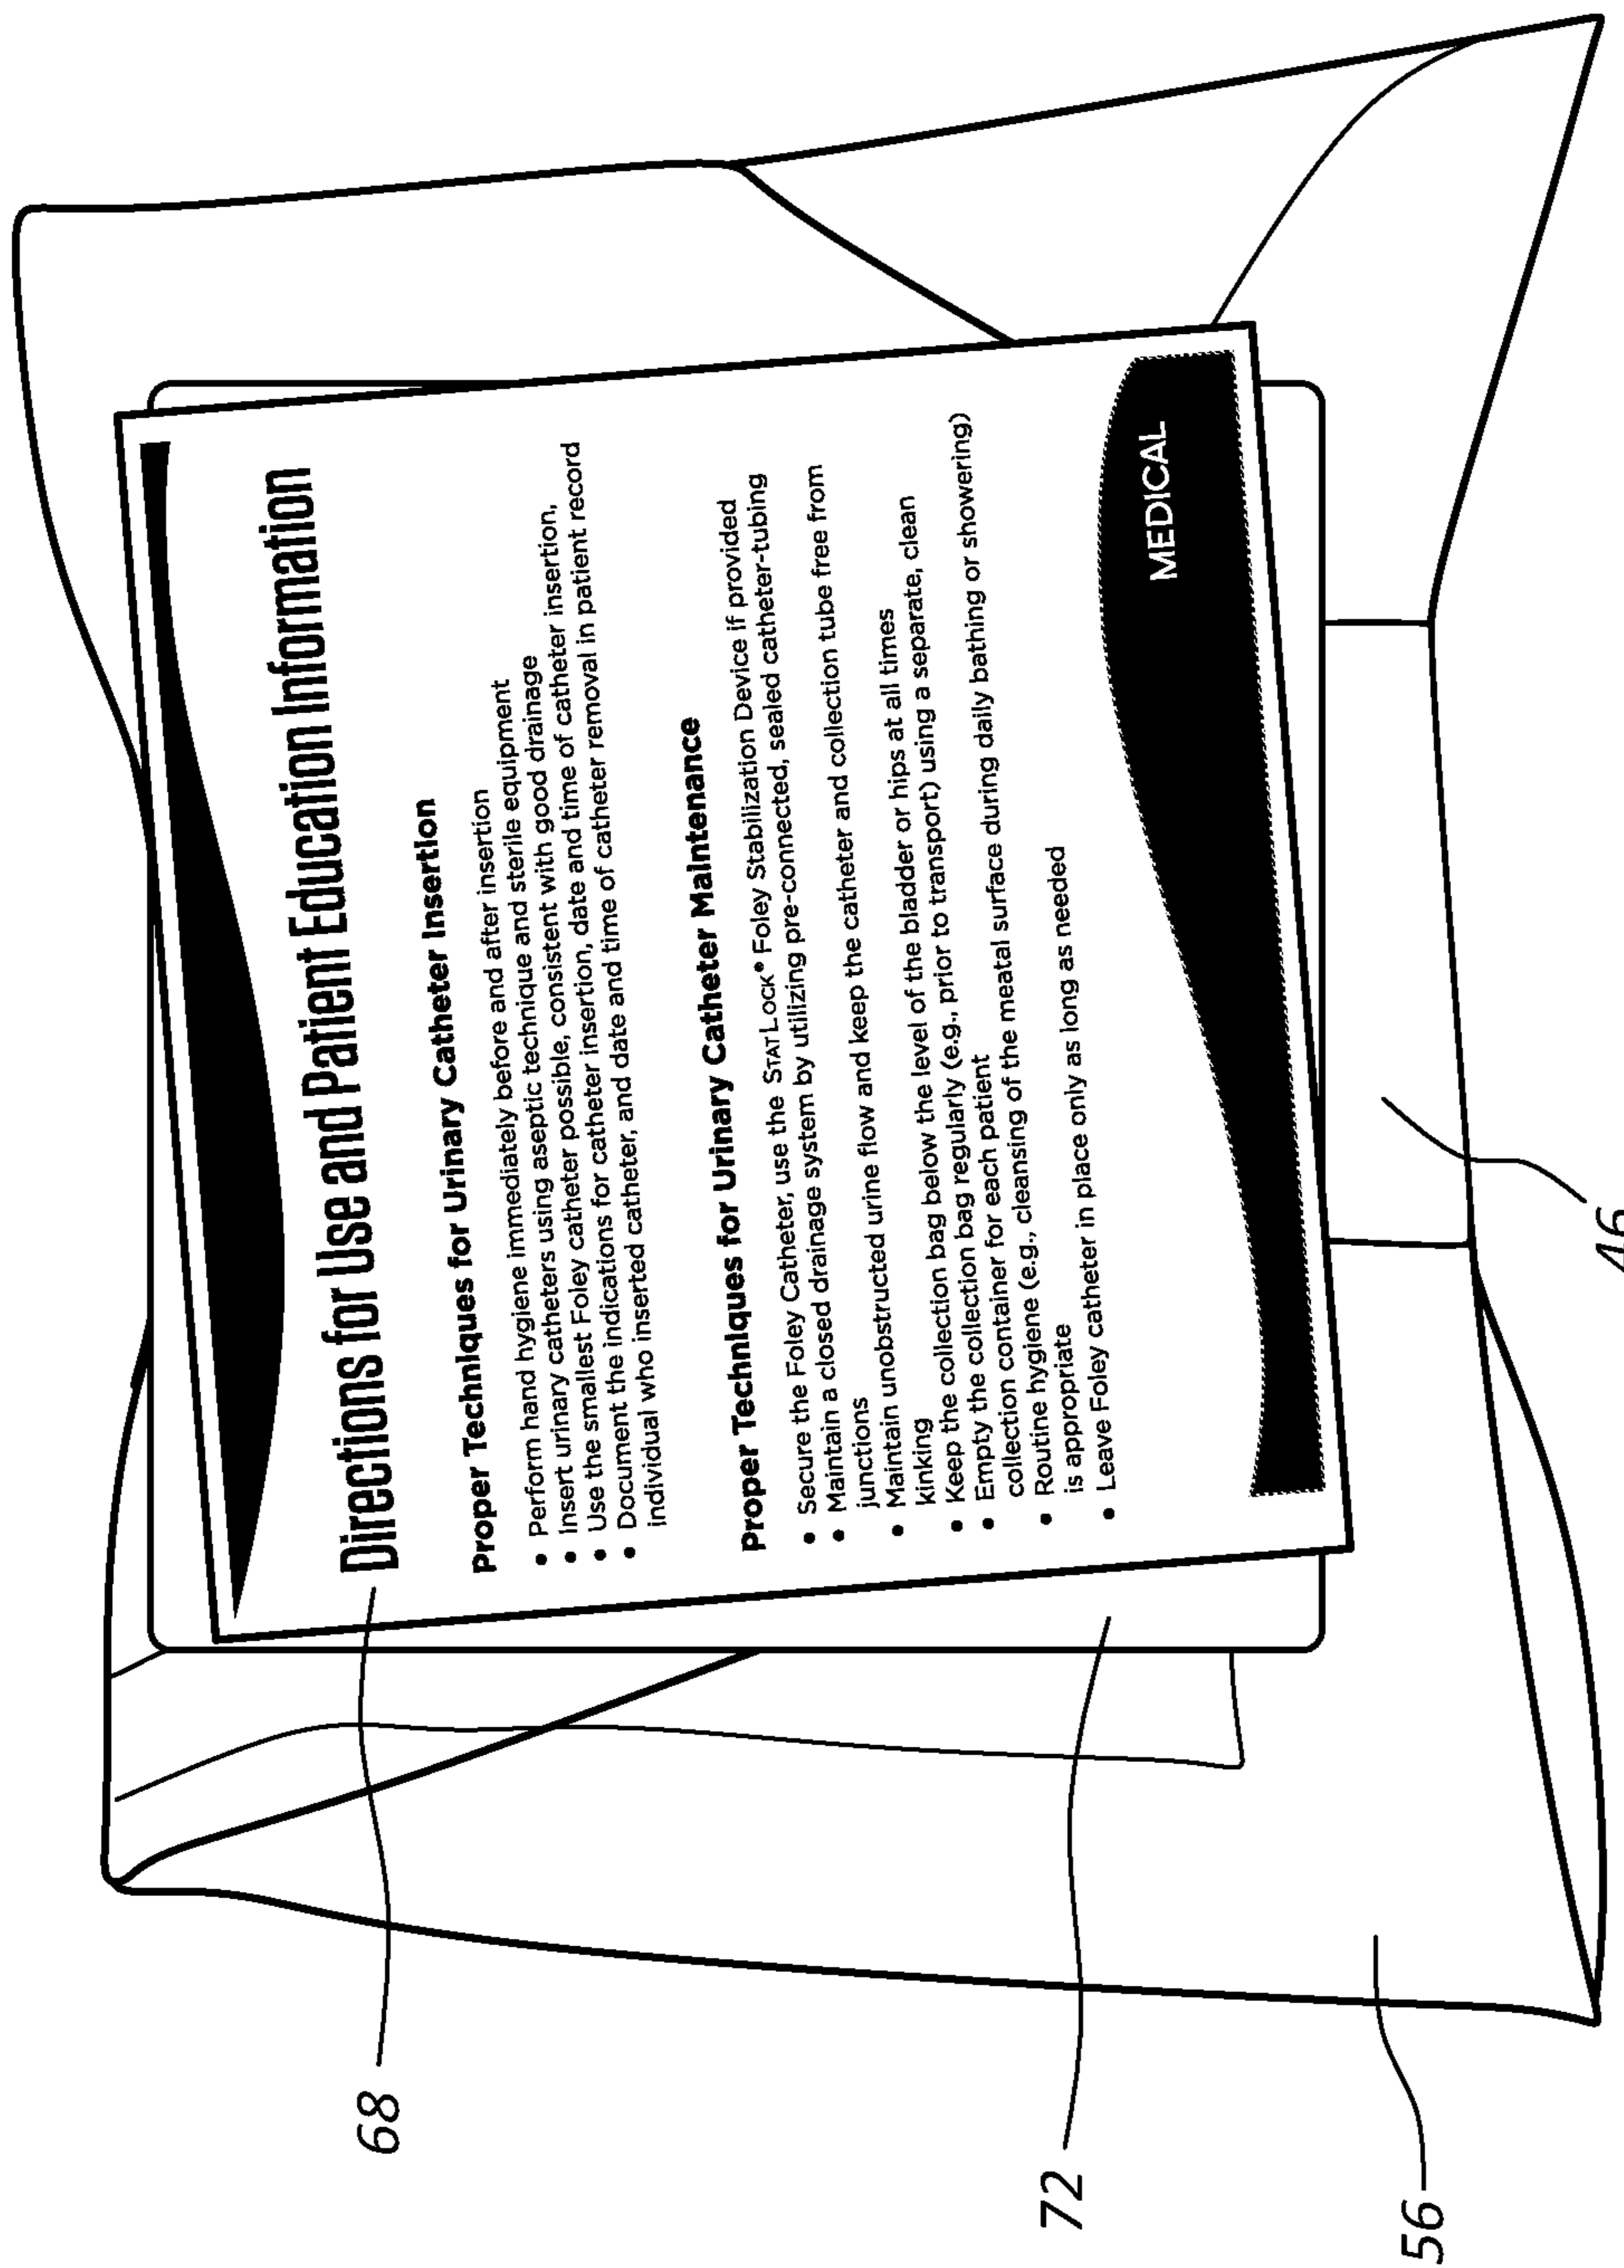 Directions for Use and Patient Education Information
Proper Techniques for Urinary Catheter Insertion
• Perform hand hygiene immediately before and after insertion
• Insert urinary catheters using aseptic technique and sterile equipment
• Use the smallest Foley catheter possible, consistent with good drainage
• Document the indications for catheter insertion, date and time of catheter insertion,
individual who inserted catheter, and date and time of catheter removal in patient record
Proper Techniques for Urinary Catheter Maintenance
• Secure the Foley Catheter, use the STATLOCK® Foley Stabilization Device if provided
• Maintain a closed drainage system by utilizing pre-connected, sealed catheter-tubing
junctions
• Maintain unobstructed urine flow and keep the catheter and collection tube free from
kinking
• Keep the collection bag below the level of the bladder or hips at all times
• Empty the collection bag regularly (e.g., prior to transport) using a separate, clean
collection container for each patient
• Routine hygiene (e.g., cleansing of the meatal surface during daily bathing or showering)
is appropriate
• Leave Foley catheter in place only as long as needed
MEDICAL
68
72
56
46